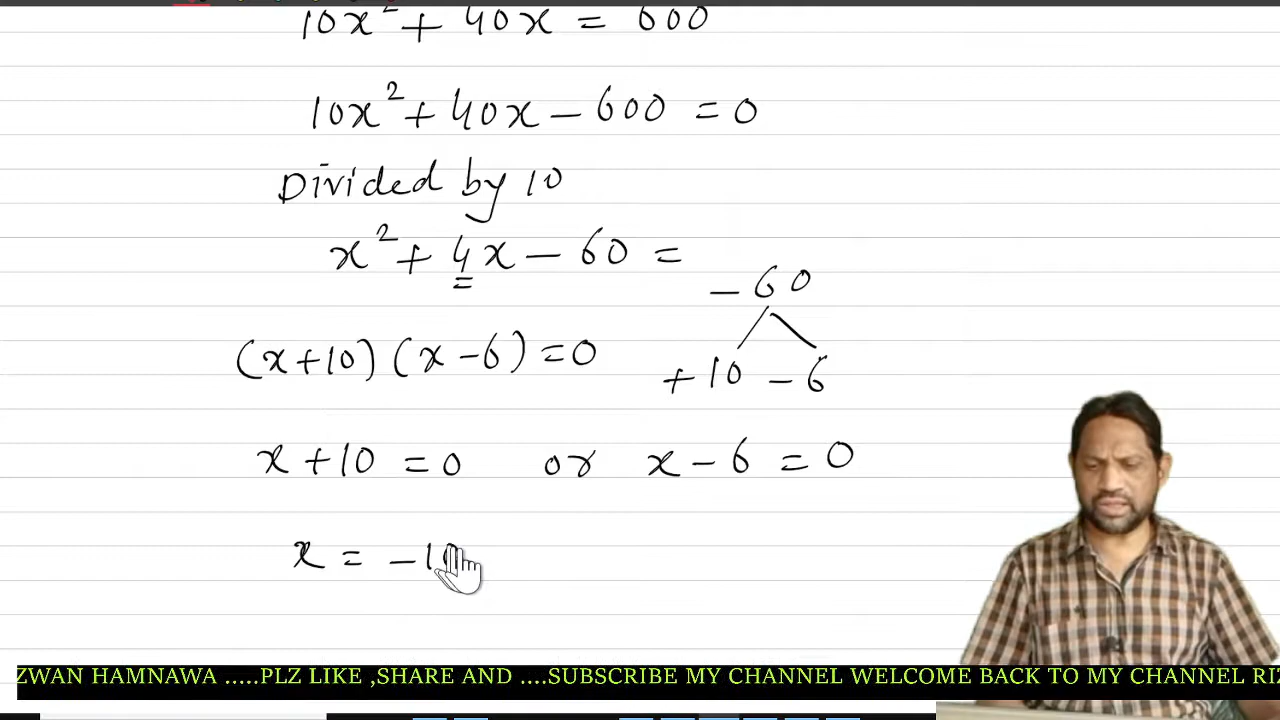 10x² + 40x = 600
10x² + 40x - 600 = 0
Divided by 10
x² + 4x - 60 =
- 60
(x+10) (x-6) = 0
+10 -6
x + 10 = 0 or x - 6 = 0
x = -10
ZWAN HAMNAWA .....PLZ LIKE ,SHARE AND ....SUBSCRIBE MY CHANNEL WELCOME BACK TO MY CHANNEL RI